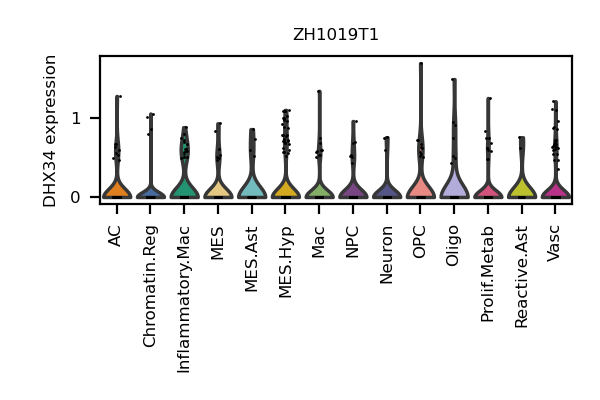 ZH1019T1
DHX34 expression
1
0
AC
Chromatin.Reg
Inflammatory.Mac
MES
MES.Ast
MES.Hyp
Mac
NPC
Neuron
OPC
Oligo
Prolif.Metab
Reactive.Ast
Vasc